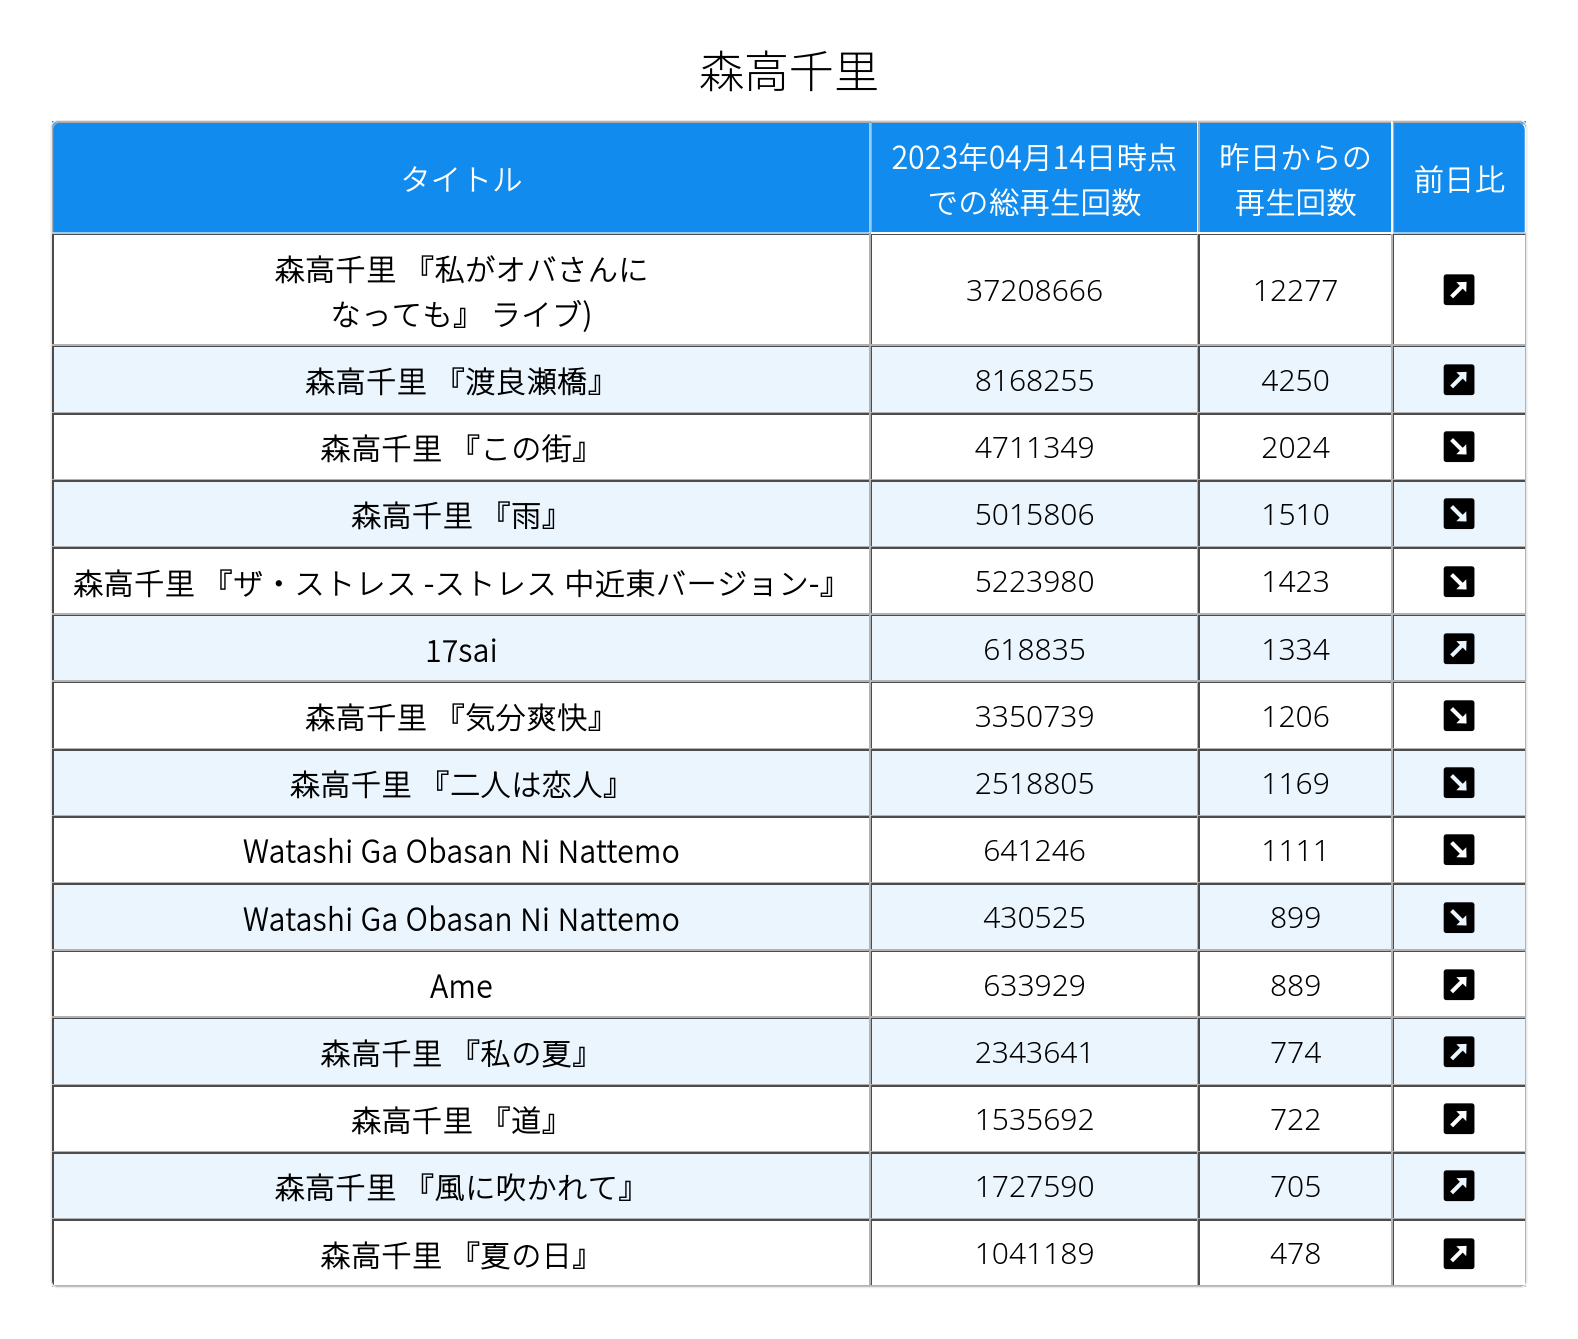 森高千里
タイトル
2023年04月14日時点
での総再生回数
昨日からの
再生回数
前日比
森高千里 『私がオバさんに
なっても』 ライブ)
37208666
12277
森高千里 『渡良瀬橋』
8168255
4250
森高千里 『この街』
4711349
2024
森高千里 『雨』
5015806
1510
森高千里 『ザ・ストレス -ストレス 中近東バージョン-』
5223980
1423
17sai
618835
1334
森高千里 『気分爽快』
3350739
1206
森高千里 『二人は恋人』
2518805
1169
Watashi Ga Obasan Ni Nattemo
641246
1111
Watashi Ga Obasan Ni Nattemo
430525
899
Ame
633929
889
森高千里 『私の夏』
2343641
774
森高千里 『道』
1535692
722
森高千里 『風に吹かれて』
1727590
705
森高千里 『夏の日』
1041189
478